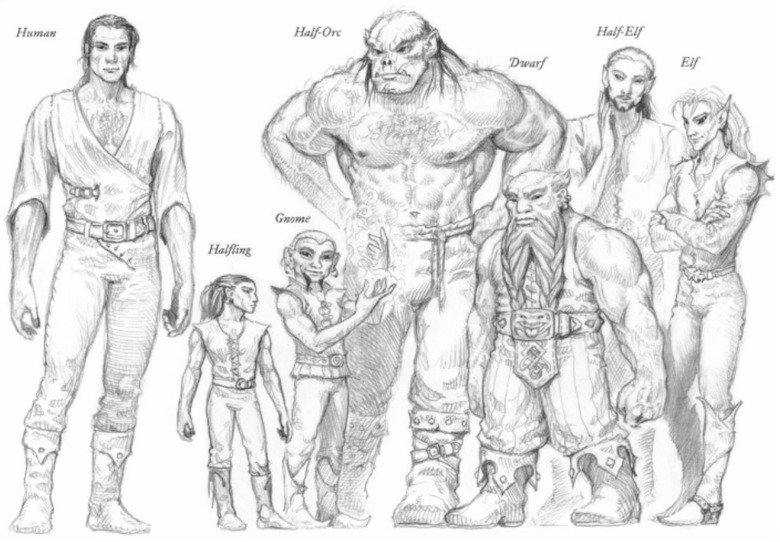 Human
Half-Orc
Half-Elf
Dwarf
Elf
Gnome
Halfling